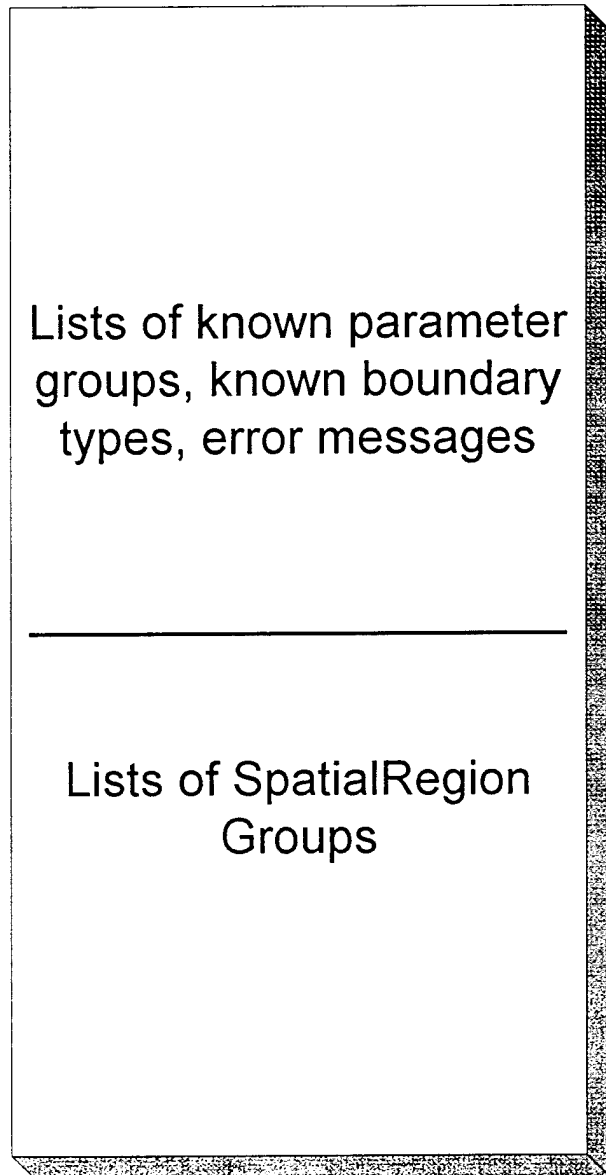 Lists of known parameter
groups, known boundary
types, error messages
Lists of SpatialRegion
Groups